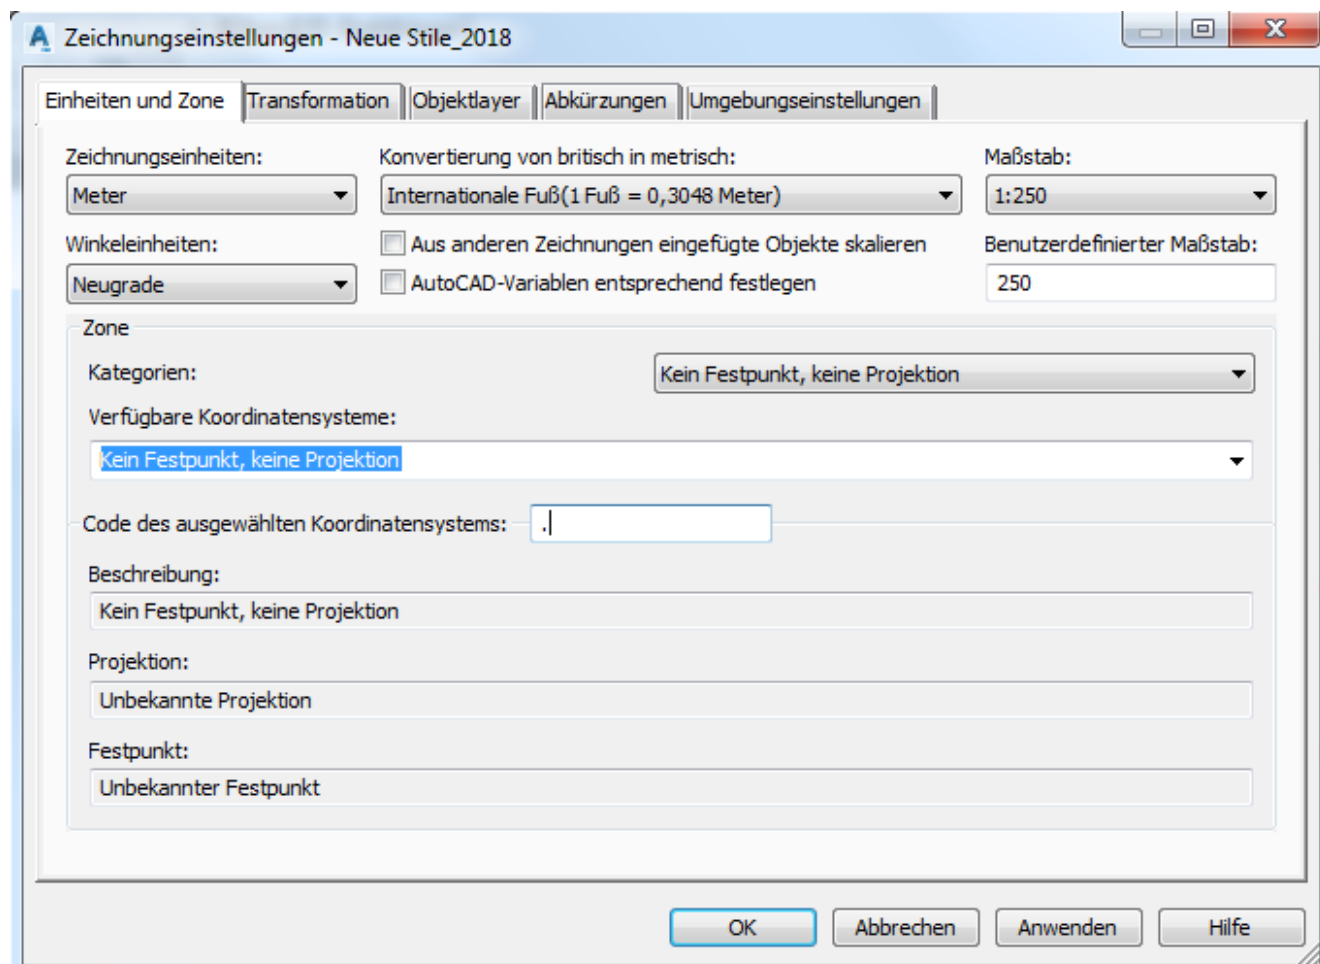 Zeichnungseinstellungen - Neue Stile_2018
Einheiten und Zone Transformation Objektlayer Abkürzungen Umgebungseinstellungen
Zeichnungseinheiten: Konvertierung von britisch in metrisch: Maßstab:
Meter Internationale Fuß(1 Fuß = 0,3048 Meter) 1:250
Winkeleinheiten: Aus anderen Zeichnungen eingefügte Objekte skalieren Benutzerdefinierter Maßstab:
Neugrade AutoCAD-Variablen entsprechend festlegen 250
Zone
Kategorien: Kein Festpunkt, keine Projektion
Verfügbare Koordinatensysteme:
Kein Festpunkt, keine Projektion
Code des ausgewählten Koordinatensystems: .
Beschreibung:
Kein Festpunkt, keine Projektion
Projektion:
Unbekannte Projektion
Festpunkt:
Unbekannter Festpunkt
OK Abbrechen Anwenden Hilfe